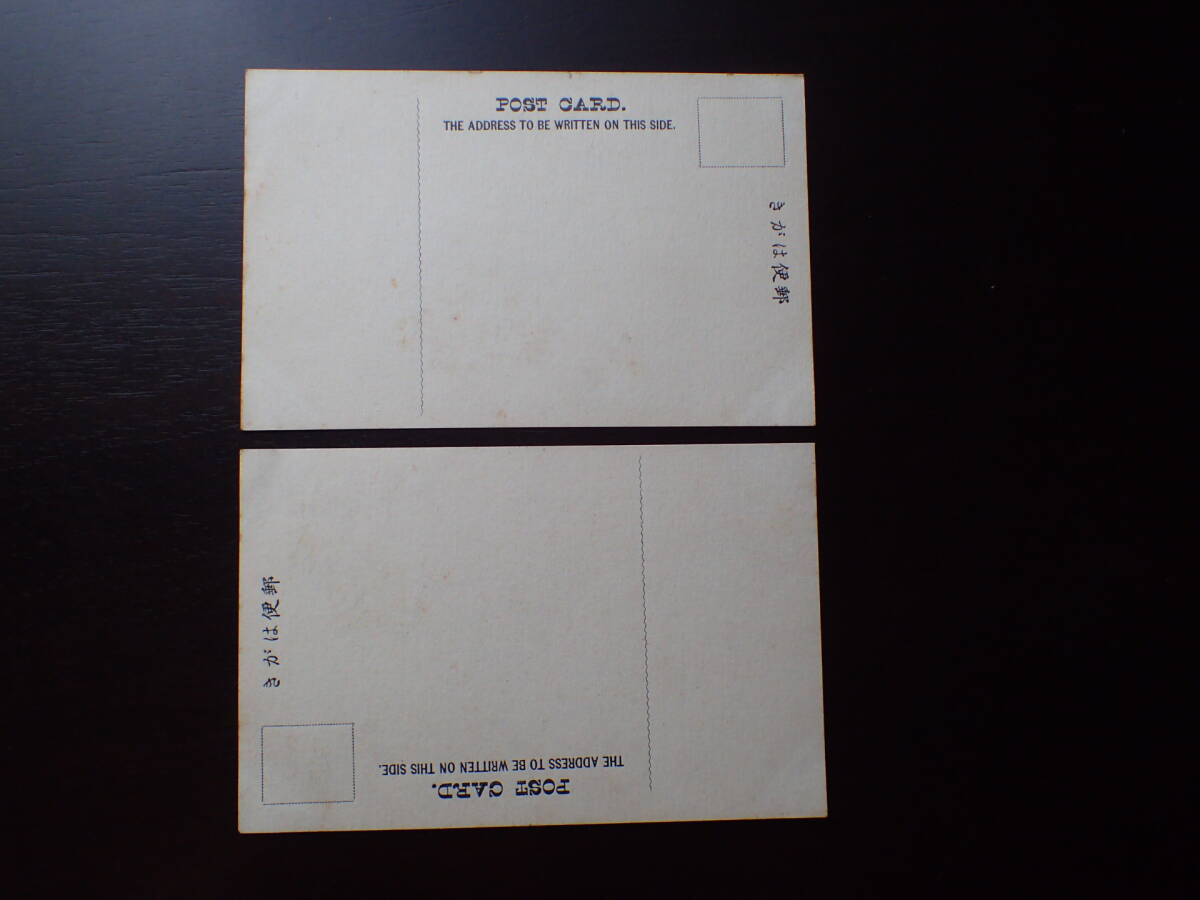 POST CARD.
THE ADDRESS TO BE WRITTEN ON THIS SIDE.
きがは便郵
POST CARD.
THE ADDRESS TO BE WRITTEN ON THIS SIDE.
きがは便郵